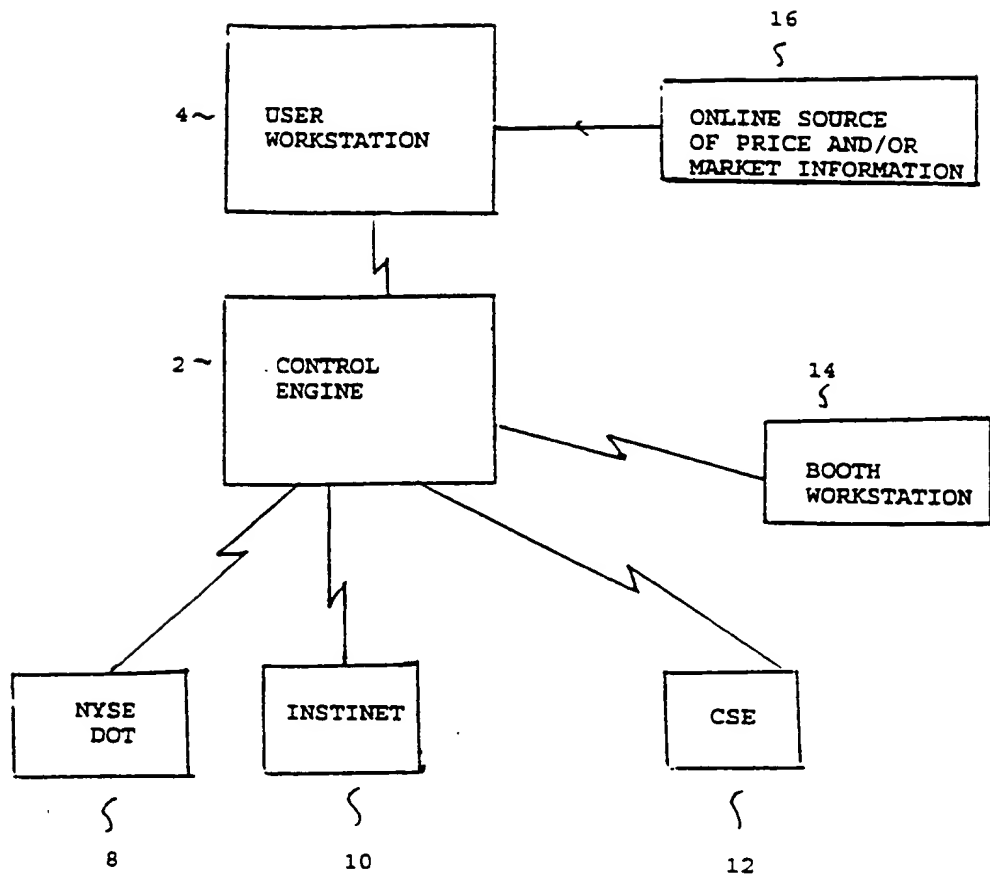 16
4~
USER
WORKSTATION
ONLINE SOURCE
OF PRICE AND/OR
MARKET INFORMATION
2~
CONTROL
ENGINE
14
BOOTH
WORKSTATION
NYSE
DOT
INSTINET
CSE
8
10
12